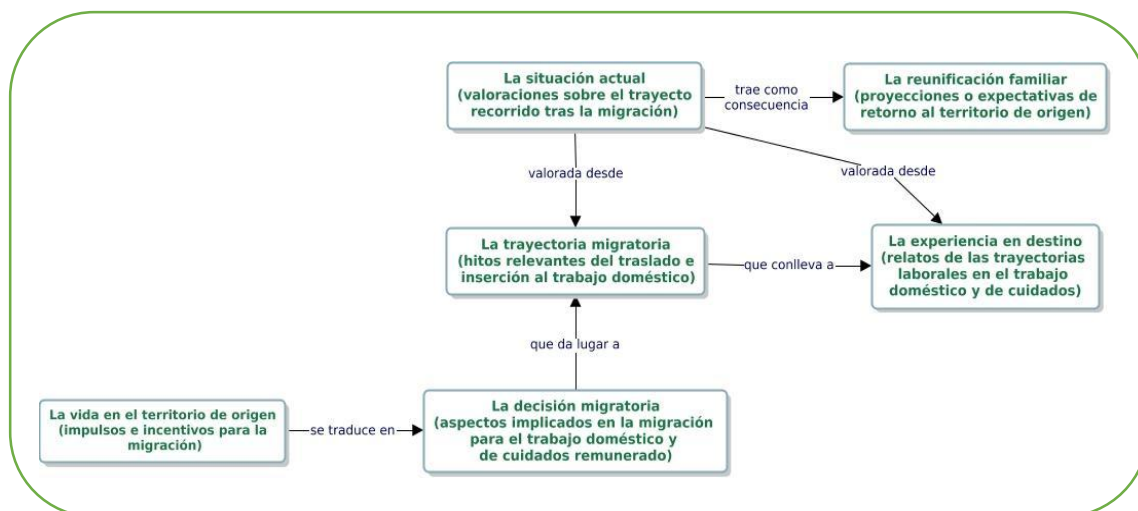 La situación actual
(valoraciones sobre el trayecto
recorrido tras la migración)
trae como
consecuencia
La reunificación familiar
(proyecciones o expectativas de
retorno al territorio de origen)
valorada desde
valorada desde
La trayectoria migratoria
(hitos relevantes del traslado e
inserción al trabajo doméstico)
que conlleva a
La experiencia en destino
(relatos de las trayectorias
laborales en el trabajo
doméstico y de cuidados)
que da lugar a
La vida en el territorio de origen
(impulsos e incentivos para la
migración)
se traduce en
La decisión migratoria
(aspectos implicados en la migración
para el trabajo doméstico y
de cuidados remunerado)